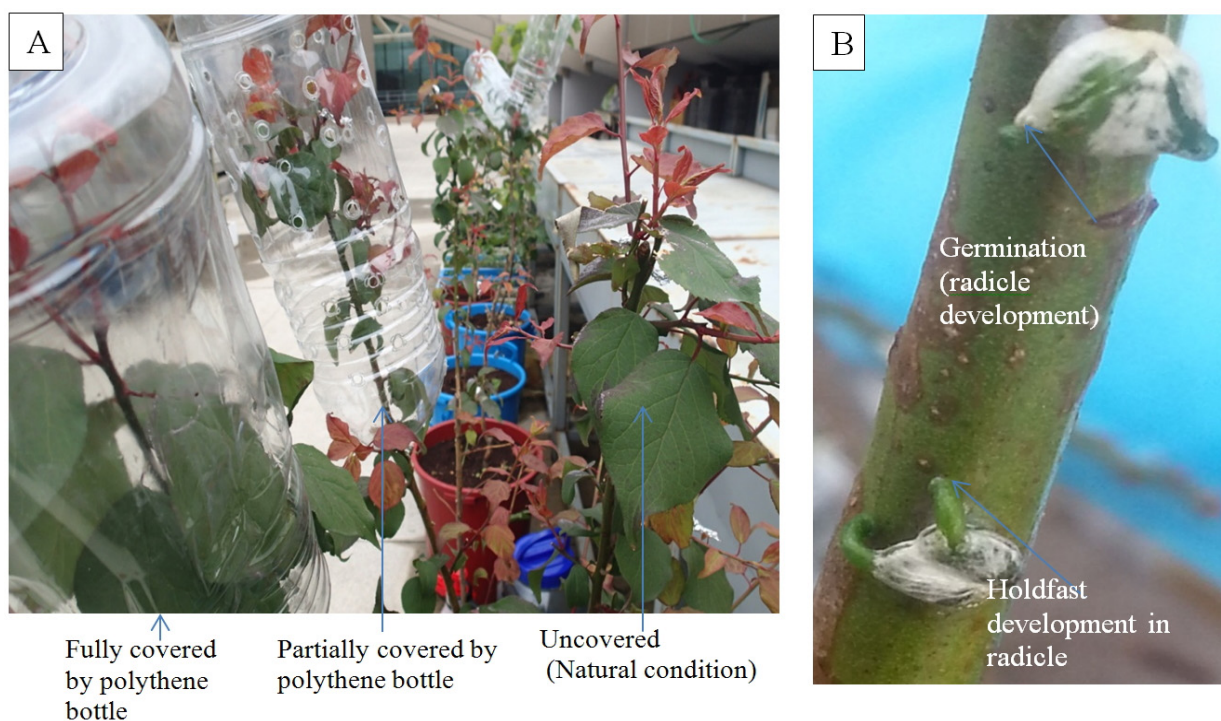 A
B
Germination
(radicle
development)
Holdfast
development in
radicle
Fully covered
by polythene
bottle
Partially covered by
polythene bottle
Uncovered
(Natural condition)